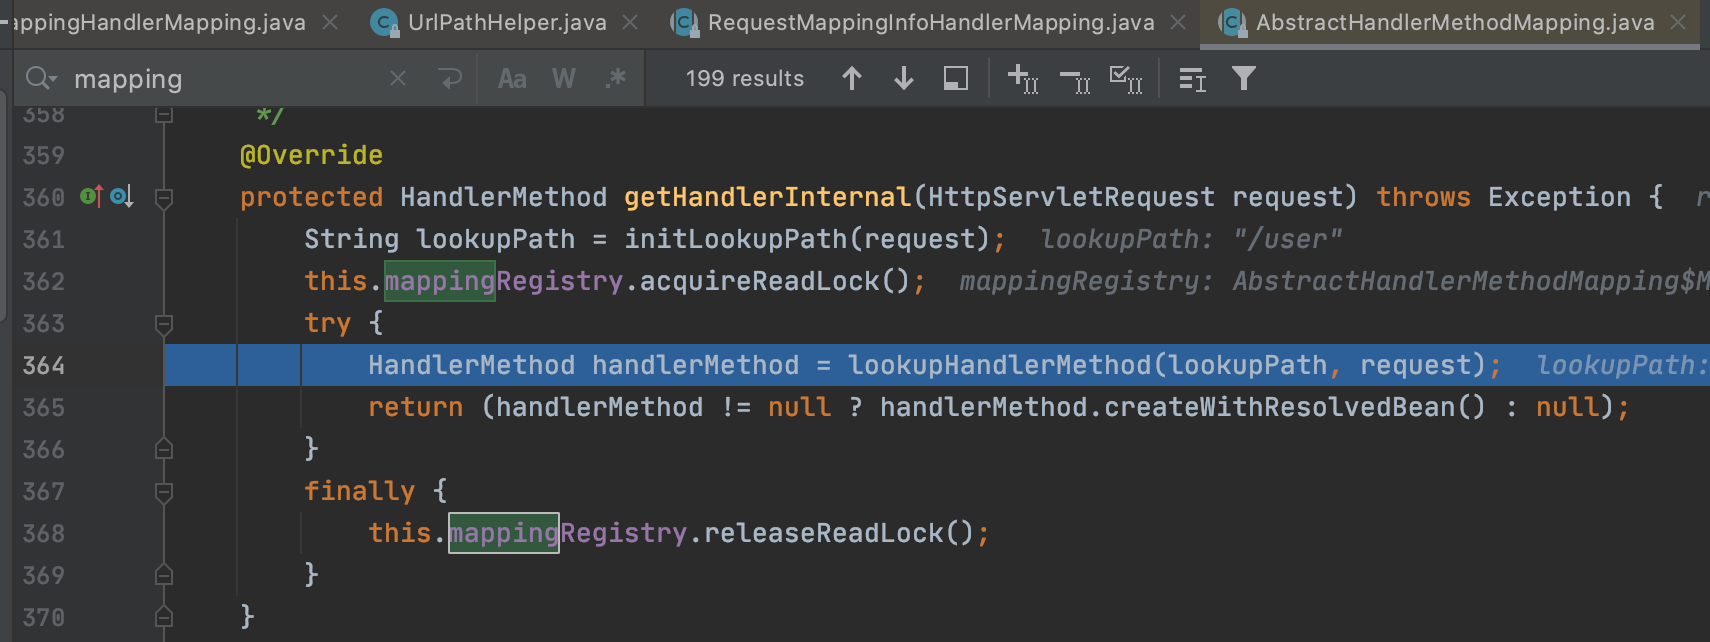 appingHandlerMapping.java UrlPathHelper.java RequestMappingInfoHandlerMapping.java AbstractHandlerMethodMapping.java
mapping Aa W .* 199 results
358 */
359 @Override
360 protected HandlerMethod getHandlerInternal(HttpServletRequest request) throws Exception { r
361 String lookupPath = initLookupPath(request); lookupPath: "/user"
362 this.mappingRegistry.acquireReadLock(); mappingRegistry: AbstractHandlerMethodMapping$M
363 try {
364 HandlerMethod handlerMethod = lookupHandlerMethod(lookupPath, request); lookupPath:
365 return (handlerMethod != null ? handlerMethod.createWithResolvedBean() : null);
366 }
367 finally {
368 this.mappingRegistry.releaseReadLock();
369 }
370 }